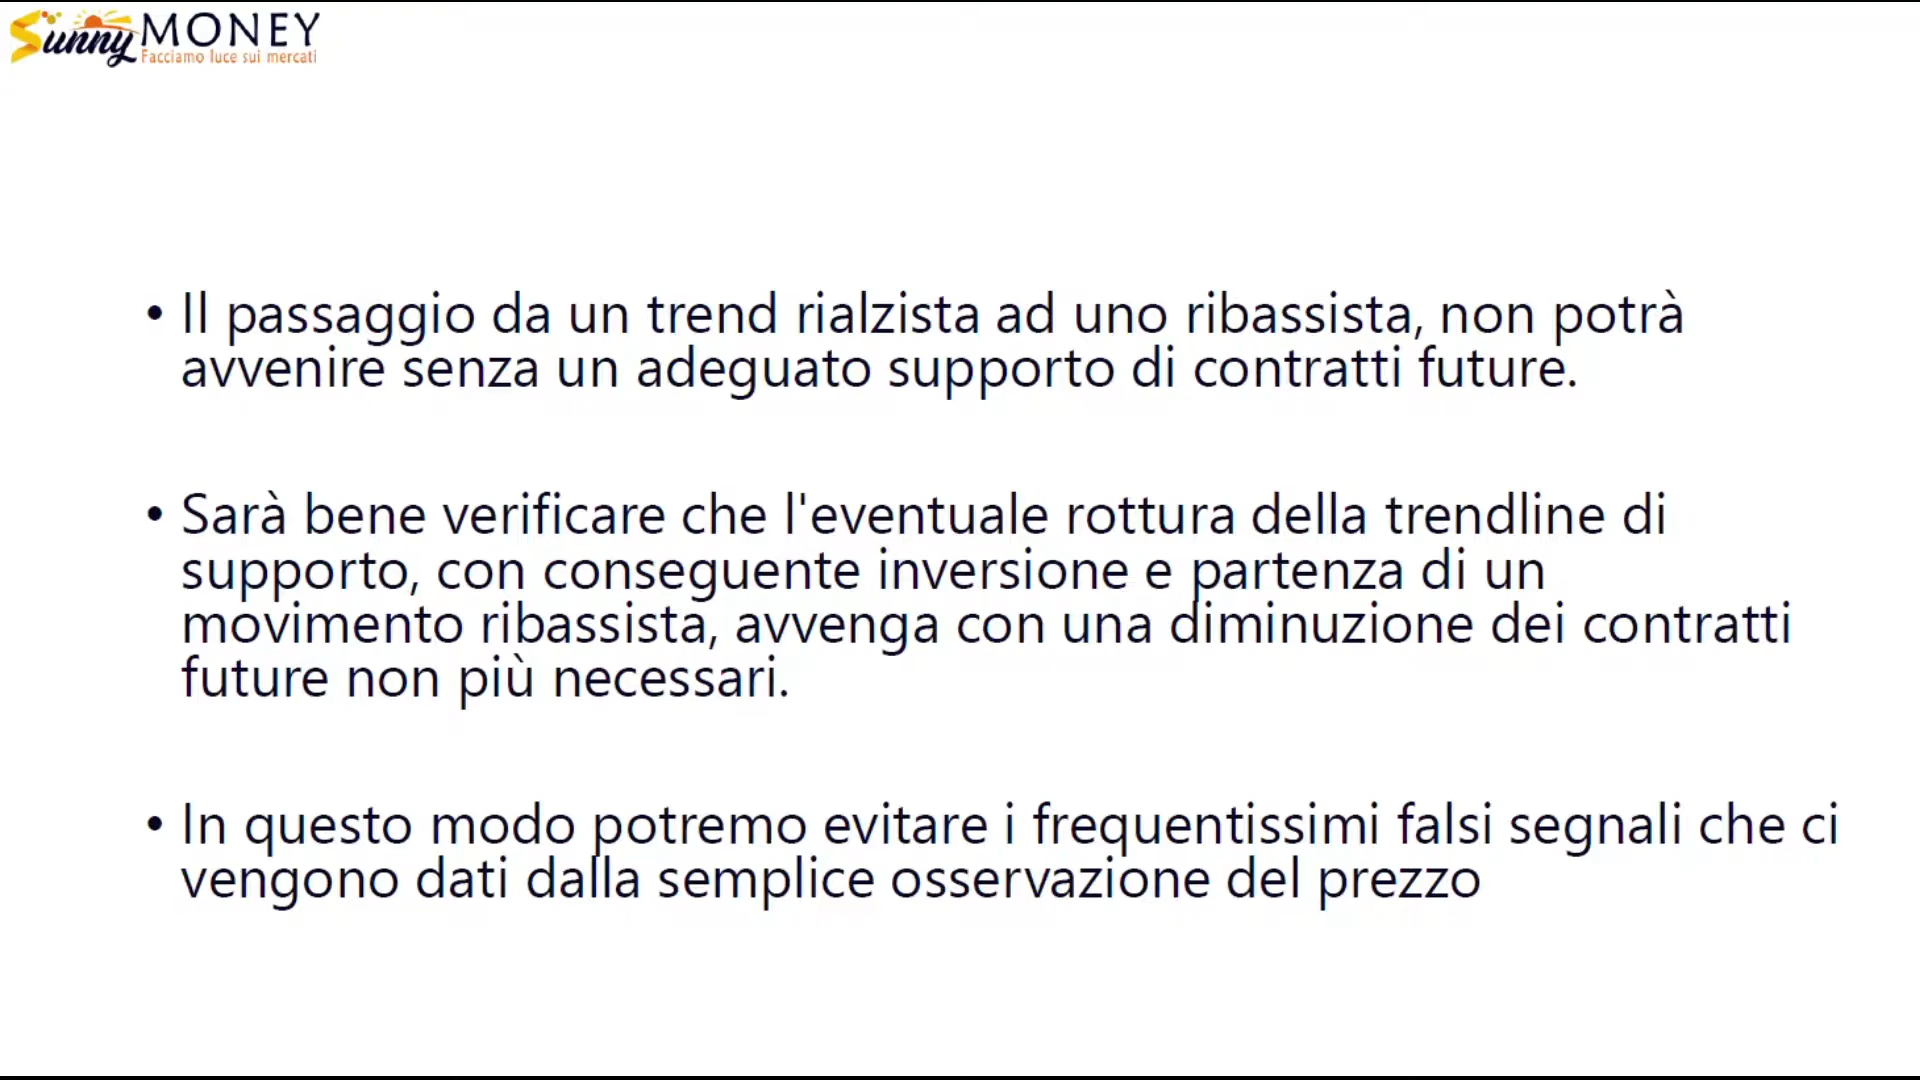 Sunny MONEY
Facciamo luce sui mercati
• Il passaggio da un trend rialzista ad uno ribassista, non potrà
avvenire senza un adeguato supporto di contratti future.
• Sarà bene verificare che l'eventuale rottura della trendline di
supporto, con conseguente inversione e partenza di un
movimento ribassista, avvenga con una diminuzione dei contratti
future non più necessari.
• In questo modo potremo evitare i frequentissimi falsi segnali che ci
vengono dati dalla semplice osservazione del prezzo